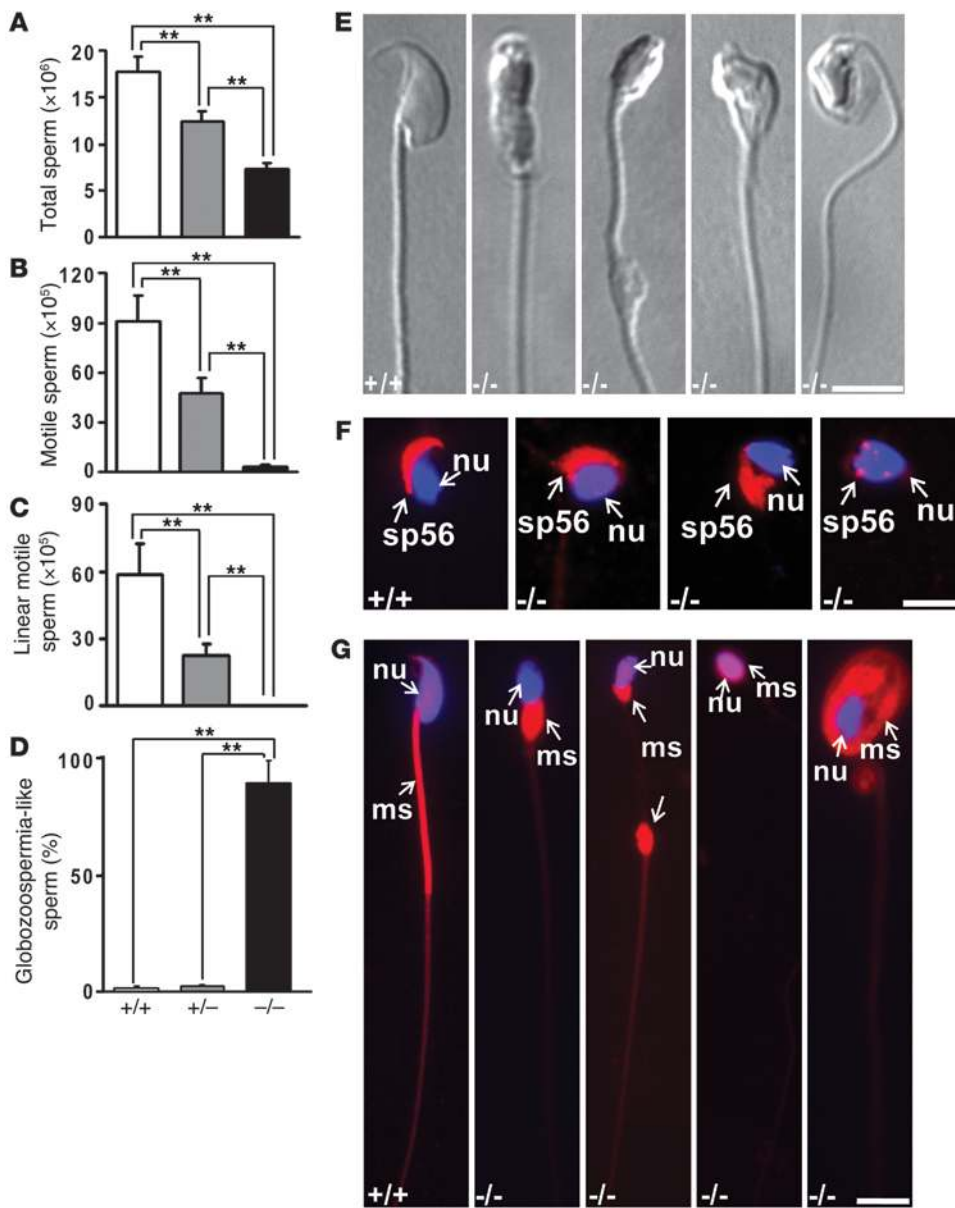 A
**
**
**
20
15
10
5
0
Total sperm (×10⁶)
B
**
**
**
120
90
60
30
0
Motile sperm (×10⁵)
C
**
**
**
90
60
30
0
Linear motile
sperm (×10⁵)
D
**
**
100
50
0
Globozoospermia-like
sperm (%)
+/+ +/– –/–
E
+/+ -/- -/- -/- -/-
F
nu
sp56
+/+
sp56
nu
-/-
nu
sp56
-/-
nu
-/-
G
nu
ms
+/+
nu
ms
-/-
nu
ms
-/-
nu
ms
-/-
nu
ms
-/-